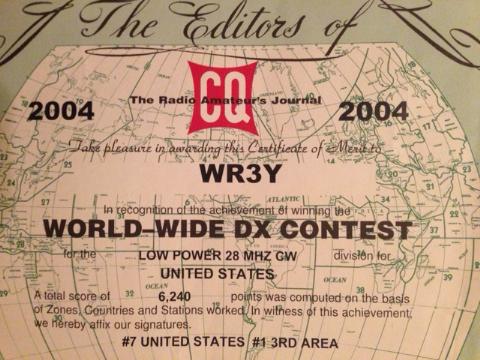 The Editors of
CQ
2004 The Radio Amateur's Journal 2004
Take pleasure in awarding this Certificate of Merit to
WR3Y
In recognition of the achievement of winning the
WORLD-WIDE DX CONTEST
for the LOW POWER 28 MHZ CW division for
UNITED STATES
A total score of 6,240 points was computed on the basis
of Zones, Countries and Stations worked. In witness of this achievement,
we hereby affix our signatures.
#7 UNITED STATES #1 3RD AREA
ATLANTIC
OCEAN
OCEAN